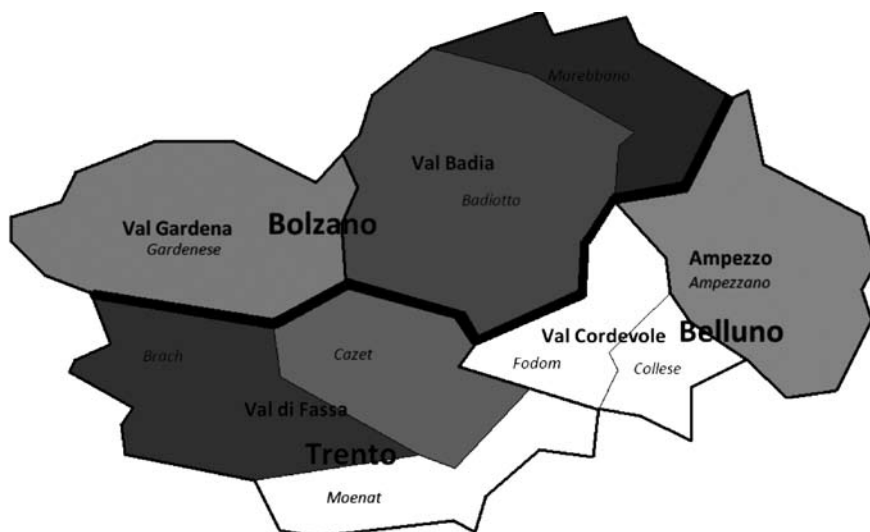 Marebbano
Val Badia
Badiotto
Val Gardena
Bolzano
Gardenese
Ampezzo
Ampezzano
Val Cordevole
Belluno
Brach
Cazet
Fodom
Collese
Val di Fassa
Trento
Moenat